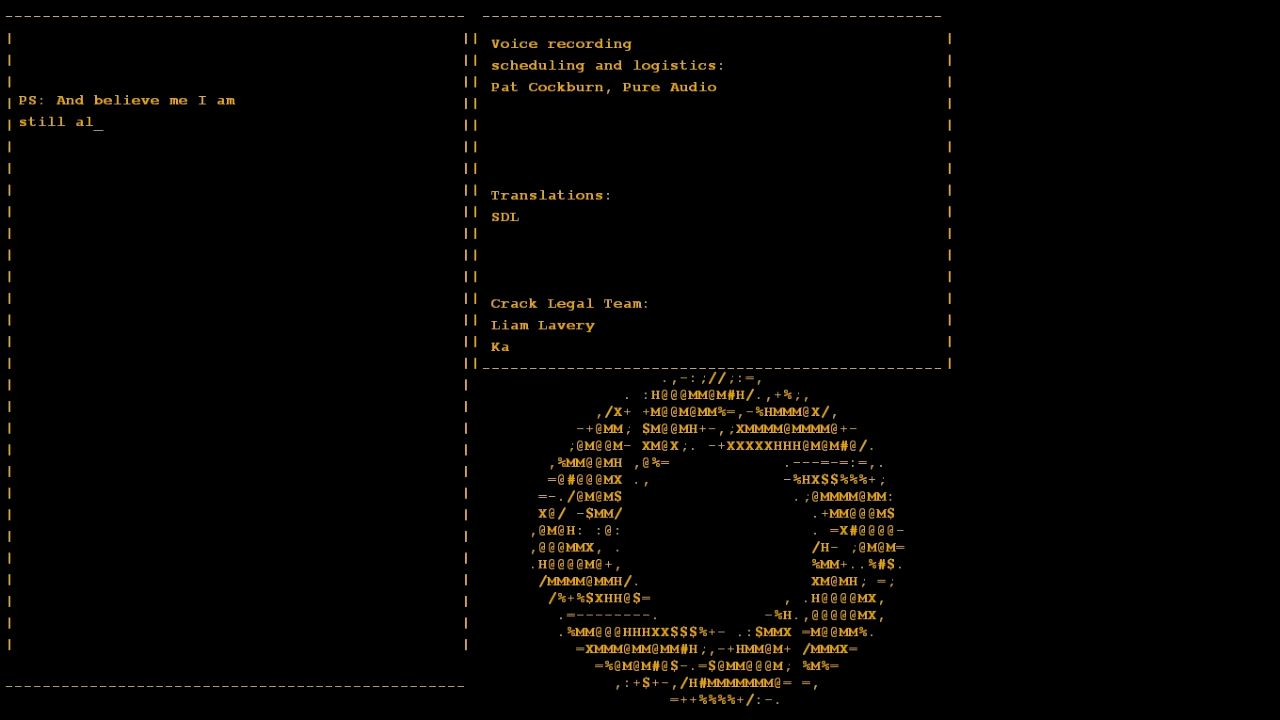 PS: And believe me I am
still al_
Voice recording
scheduling and logistics:
Pat Cockburn, Pure Audio
Translations:
SDL
Crack Legal Team:
Liam Lavery
Ka